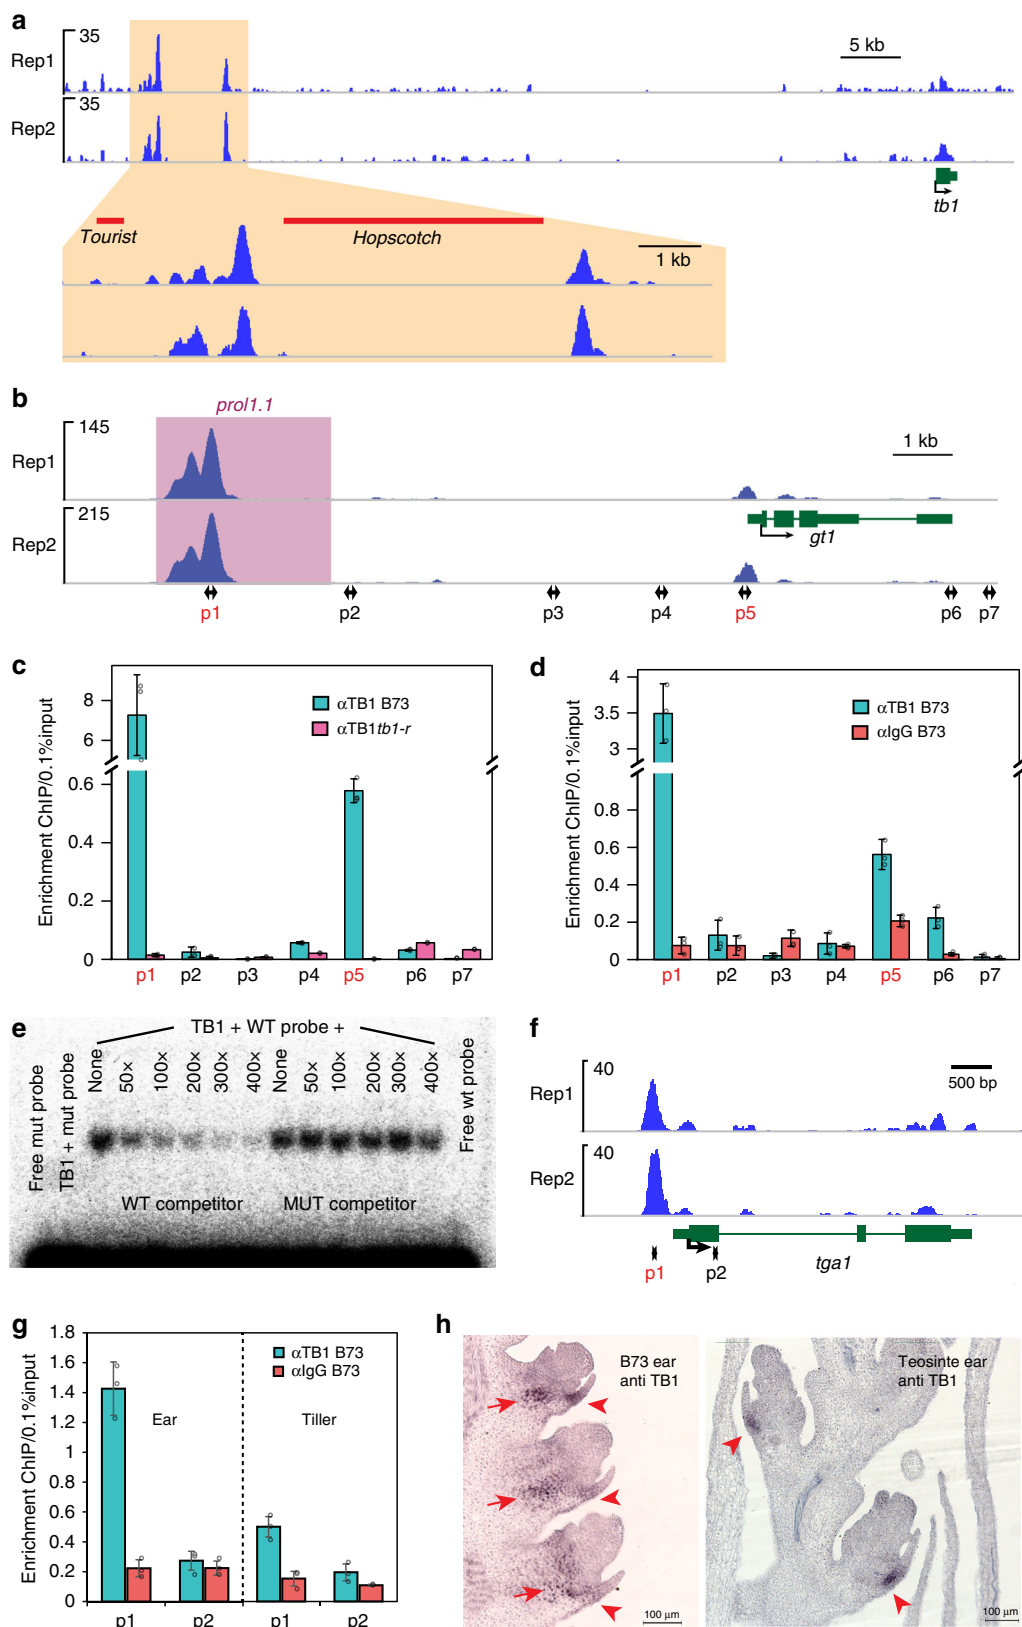 a
35
Rep1
5 kb
35
Rep2
tb1
Tourist
Hopscotch
1 kb
b
prol1.1
145
Rep1
1 kb
215
Rep2
gt1
p1
p2
p3
p4
p5
p6
p7
c
Enrichment ChIP/0.1%input
8
6
0.6
0.4
0.2
0
αTB1 B73
αTB1tb1-r
p1
p2
p3
p4
p5
p6
p7
d
Enrichment ChIP/0.1%input
4
3.5
3
0.8
0.6
0.4
0.2
0
αTB1 B73
αIgG B73
p1
p2
p3
p4
p5
p6
p7
e
TB1 + WT probe +
Free mut probe
TB1 + mut probe
None
50×
100×
200×
300×
400×
None
50×
100×
200×
300×
400×
Free wt probe
WT competitor
MUT competitor
f
40
Rep1
500 bp
40
Rep2
p1
p2
tga1
g
Enrichment ChIP/0.1%input
1.8
1.6
1.4
1.2
1
0.8
0.6
0.4
0.2
0
αTB1 B73
αIgG B73
Ear
Tiller
p1
p2
p1
p2
h
B73 ear
anti TB1
100 µm
Teosinte ear
anti TB1
100 µm